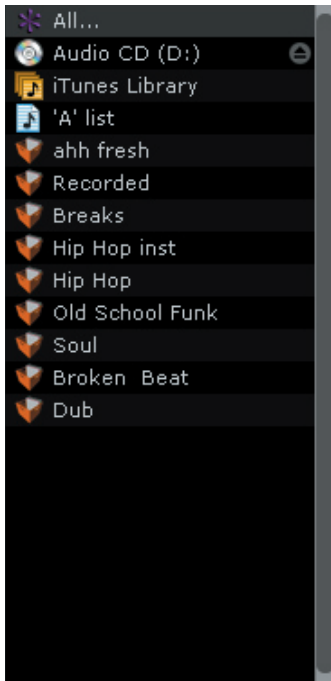 All...
Audio CD (D:)
iTunes Library
'A' list
ahh fresh
Recorded
Breaks
Hip Hop inst
Hip Hop
Old School Funk
Soul
Broken  Beat
Dub